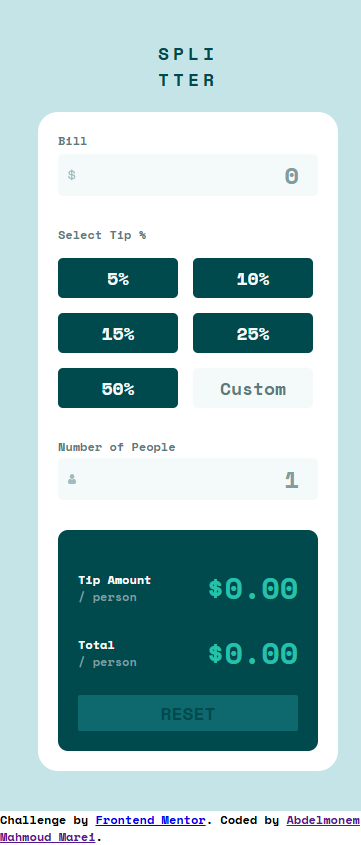 SPLI
TTER
Bill
$ 0
Select Tip %
5% 10%
15% 25%
50% Custom
Number of People
1
Tip Amount
/ person
$0.00
Total
/ person
$0.00
RESET
Challenge by Frontend Mentor. Coded by Abdelmonem
Mahmoud Marei.